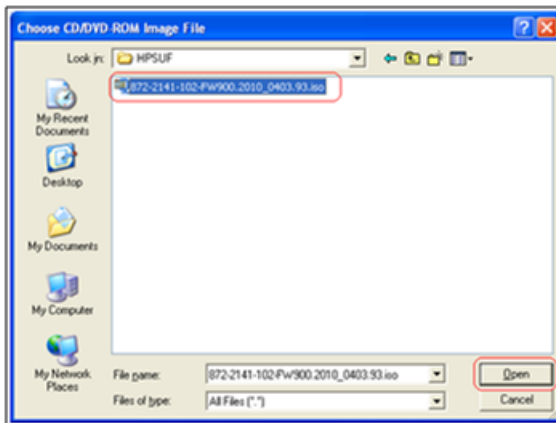 Choose CD/DVD-ROM Image File
Look in:
HPSUF
872-2141-102-FW900.2010_0403.93.iso
My Recent
Documents
Desktop
My Documents
My Computer
My Network
Places
File name:
872-2141-102-FW900.2010_0403.93.iso
Open
Files of type:
All Files (*.*)
Cancel